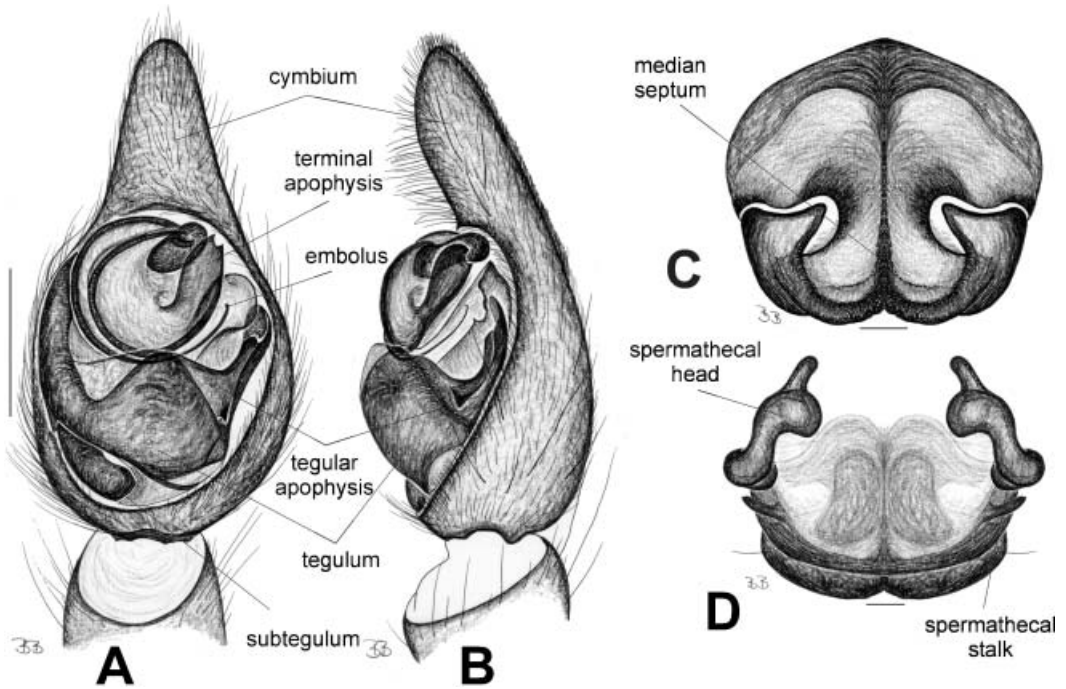 cymbium
terminal
apophysis
embolus
tegular
apophysis
tegulum
subtegulum
A
B
median
septum
C
spermathecal
head
D
spermathecal
stalk